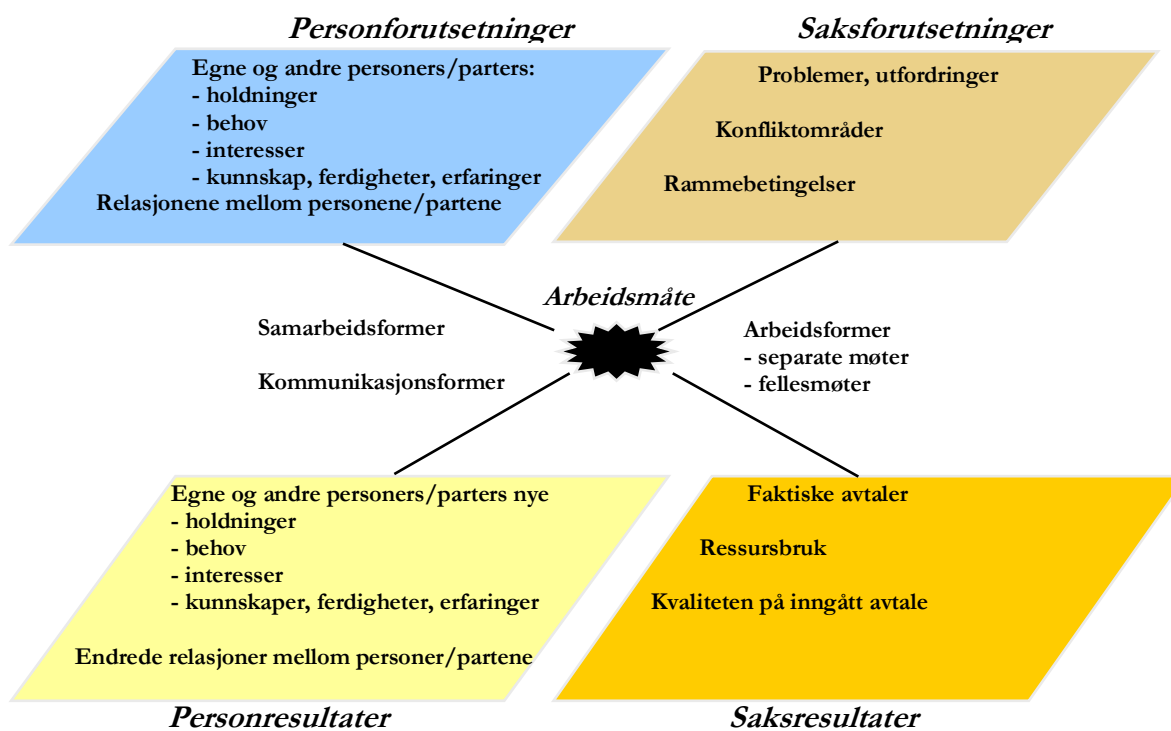 Personforutsetninger
Egne og andre personers/parters:
- holdninger
- behov
- interesser
- kunnskap, ferdigheter, erfaringer
Relasjonene mellom personene/partene
Saksforutsetninger
Problemer, utfordringer
Konfliktområder
Rammebetingelser
Arbeidsmåte
Samarbeidsformer
Kommunikasjonsformer
Arbeidsformer
- separate møter
- fellesmøter
Egne og andre personers/parters nye
- holdninger
- behov
- interesser
- kunnskaper, ferdigheter, erfaringer
Endrede relasjoner mellom personer/partene
Personresultater
Faktiske avtaler
Ressursbruk
Kvaliteten på inngått avtale
Saksresultater